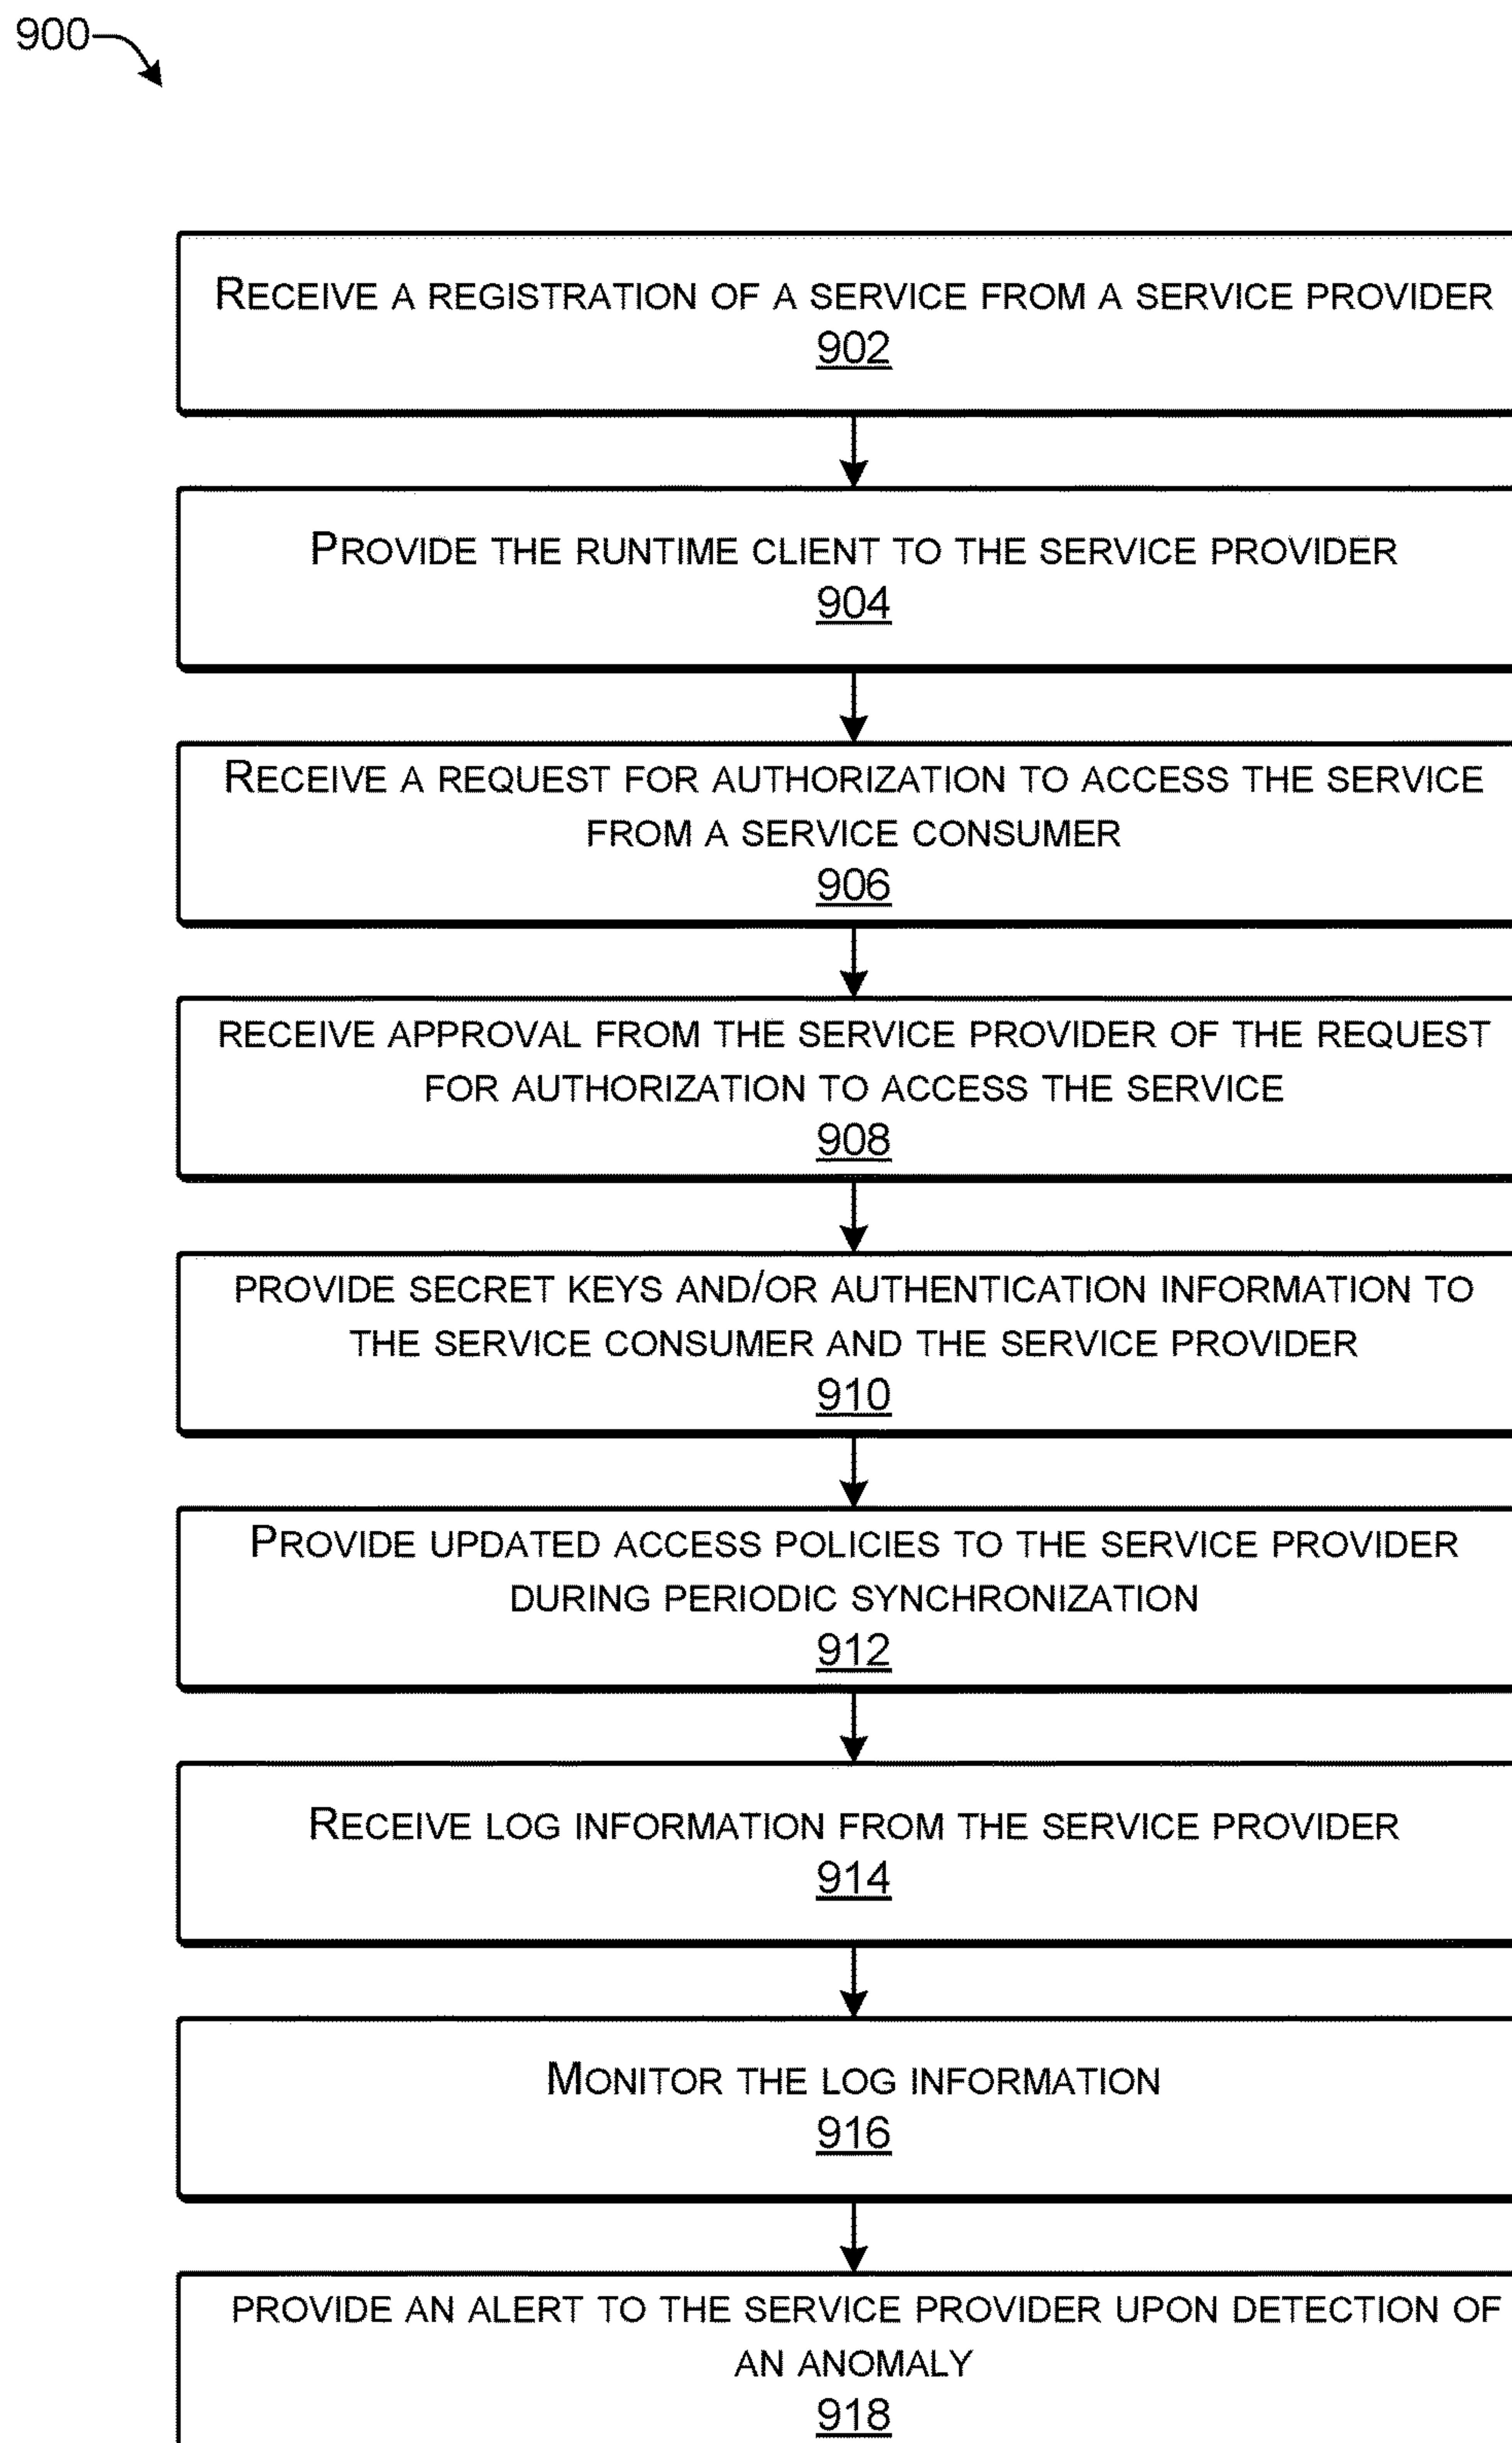 900
RECEIVE A REGISTRATION OF A SERVICE FROM A SERVICE PROVIDER
902
PROVIDE THE RUNTIME CLIENT TO THE SERVICE PROVIDER
904
RECEIVE A REQUEST FOR AUTHORIZATION TO ACCESS THE SERVICE
FROM A SERVICE CONSUMER
906
RECEIVE APPROVAL FROM THE SERVICE PROVIDER OF THE REQUEST
FOR AUTHORIZATION TO ACCESS THE SERVICE
908
PROVIDE SECRET KEYS AND/OR AUTHENTICATION INFORMATION TO
THE SERVICE CONSUMER AND THE SERVICE PROVIDER
910
PROVIDE UPDATED ACCESS POLICIES TO THE SERVICE PROVIDER
DURING PERIODIC SYNCHRONIZATION
912
RECEIVE LOG INFORMATION FROM THE SERVICE PROVIDER
914
MONITOR THE LOG INFORMATION
916
PROVIDE AN ALERT TO THE SERVICE PROVIDER UPON DETECTION OF
AN ANOMALY
918